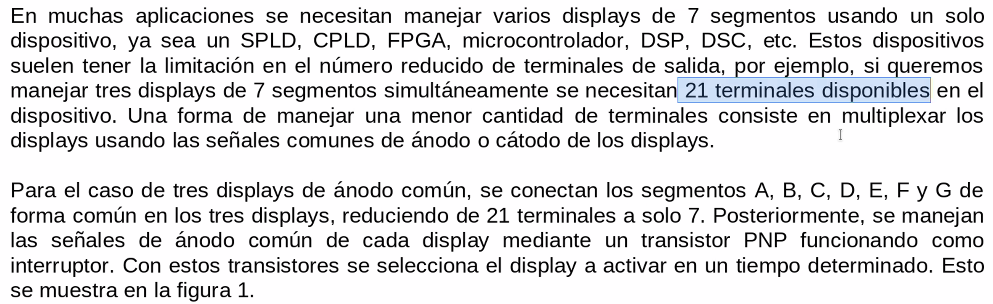 En muchas aplicaciones se necesitan manejar varios displays de 7 segmentos usando un solo
dispositivo, ya sea un SPLD, CPLD, FPGA, microcontrolador, DSP, DSC, etc. Estos dispositivos
suelen tener la limitación en el número reducido de terminales de salida, por ejemplo, si queremos
manejar tres displays de 7 segmentos simultáneamente se necesitan 21 terminales disponibles en el
dispositivo. Una forma de manejar una menor cantidad de terminales consiste en multiplexar los
displays usando las señales comunes de ánodo o cátodo de los displays.
Para el caso de tres displays de ánodo común, se conectan los segmentos A, B, C, D, E, F y G de
forma común en los tres displays, reduciendo de 21 terminales a solo 7. Posteriormente, se manejan
las señales de ánodo común de cada display mediante un transistor PNP funcionando como
interruptor. Con estos transistores se selecciona el display a activar en un tiempo determinado. Esto
se muestra en la figura 1.